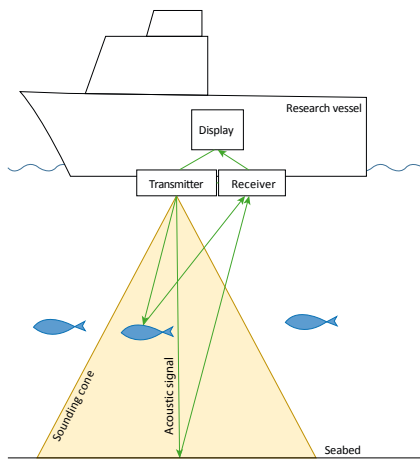 Research vessel
Display
Transmitter
Receiver
Sounding cone
Acoustic signal
Seabed